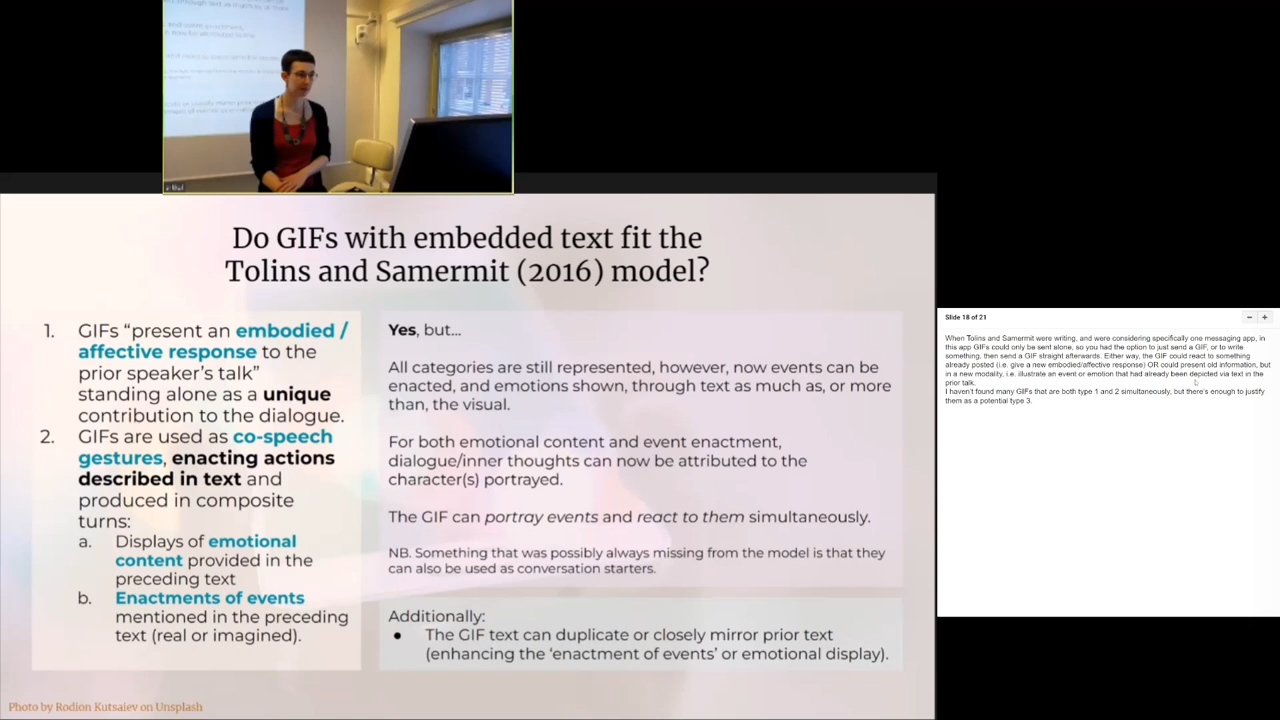 Do GIFs with embedded text fit the
Tolins and Samermit (2016) model?
1. GIFs “present an embodied /
affective response to the
prior speaker’s talk”
standing alone as a unique
contribution to the dialogue.
2. GIFs are used as co-speech
gestures, enacting actions
described in text and
produced in composite
turns:
a. Displays of emotional
content provided in the
preceding text
b. Enactments of events
mentioned in the preceding
text (real or imagined).
Yes, but...
All categories are still represented, however, now events can be
enacted, and emotions shown, through text as much as, or more
than, the visual.
For both emotional content and event enactment,
dialogue/inner thoughts can now be attributed to the
character(s) portrayed.
The GIF can portray events and react to them simultaneously.
NB. Something that was possibly always missing from the model is that they
can also be used as conversation starters.
Additionally:
● The GIF text can duplicate or closely mirror prior text
(enhancing the ‘enactment of events’ or emotional display).
Photo by Rodion Kutsaiev on Unsplash
Slide 18 of 21
− +
When Tolins and Samermit were writing, and were considering specifically one messaging app, in
this app GIFs could only be sent alone, so you had the option to just send a GIF, or to write
something, then send a GIF straight afterwards. Either way, the GIF could react to something
already posted (i.e. give a new embodied/affective response) OR could present old information, but
in a new modality, i.e. illustrate an event or emotion that had already been depicted via text in the
prior talk.
I haven't found many GIFs that are both type 1 and 2 simultaneously, but there's enough to justify
them as a potential type 3.